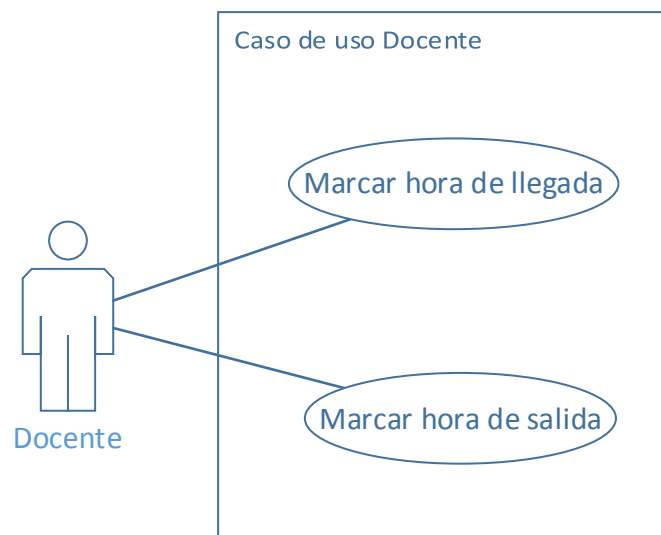 Caso de uso Docente
Marcar hora de llegada
Marcar hora de salida
Docente